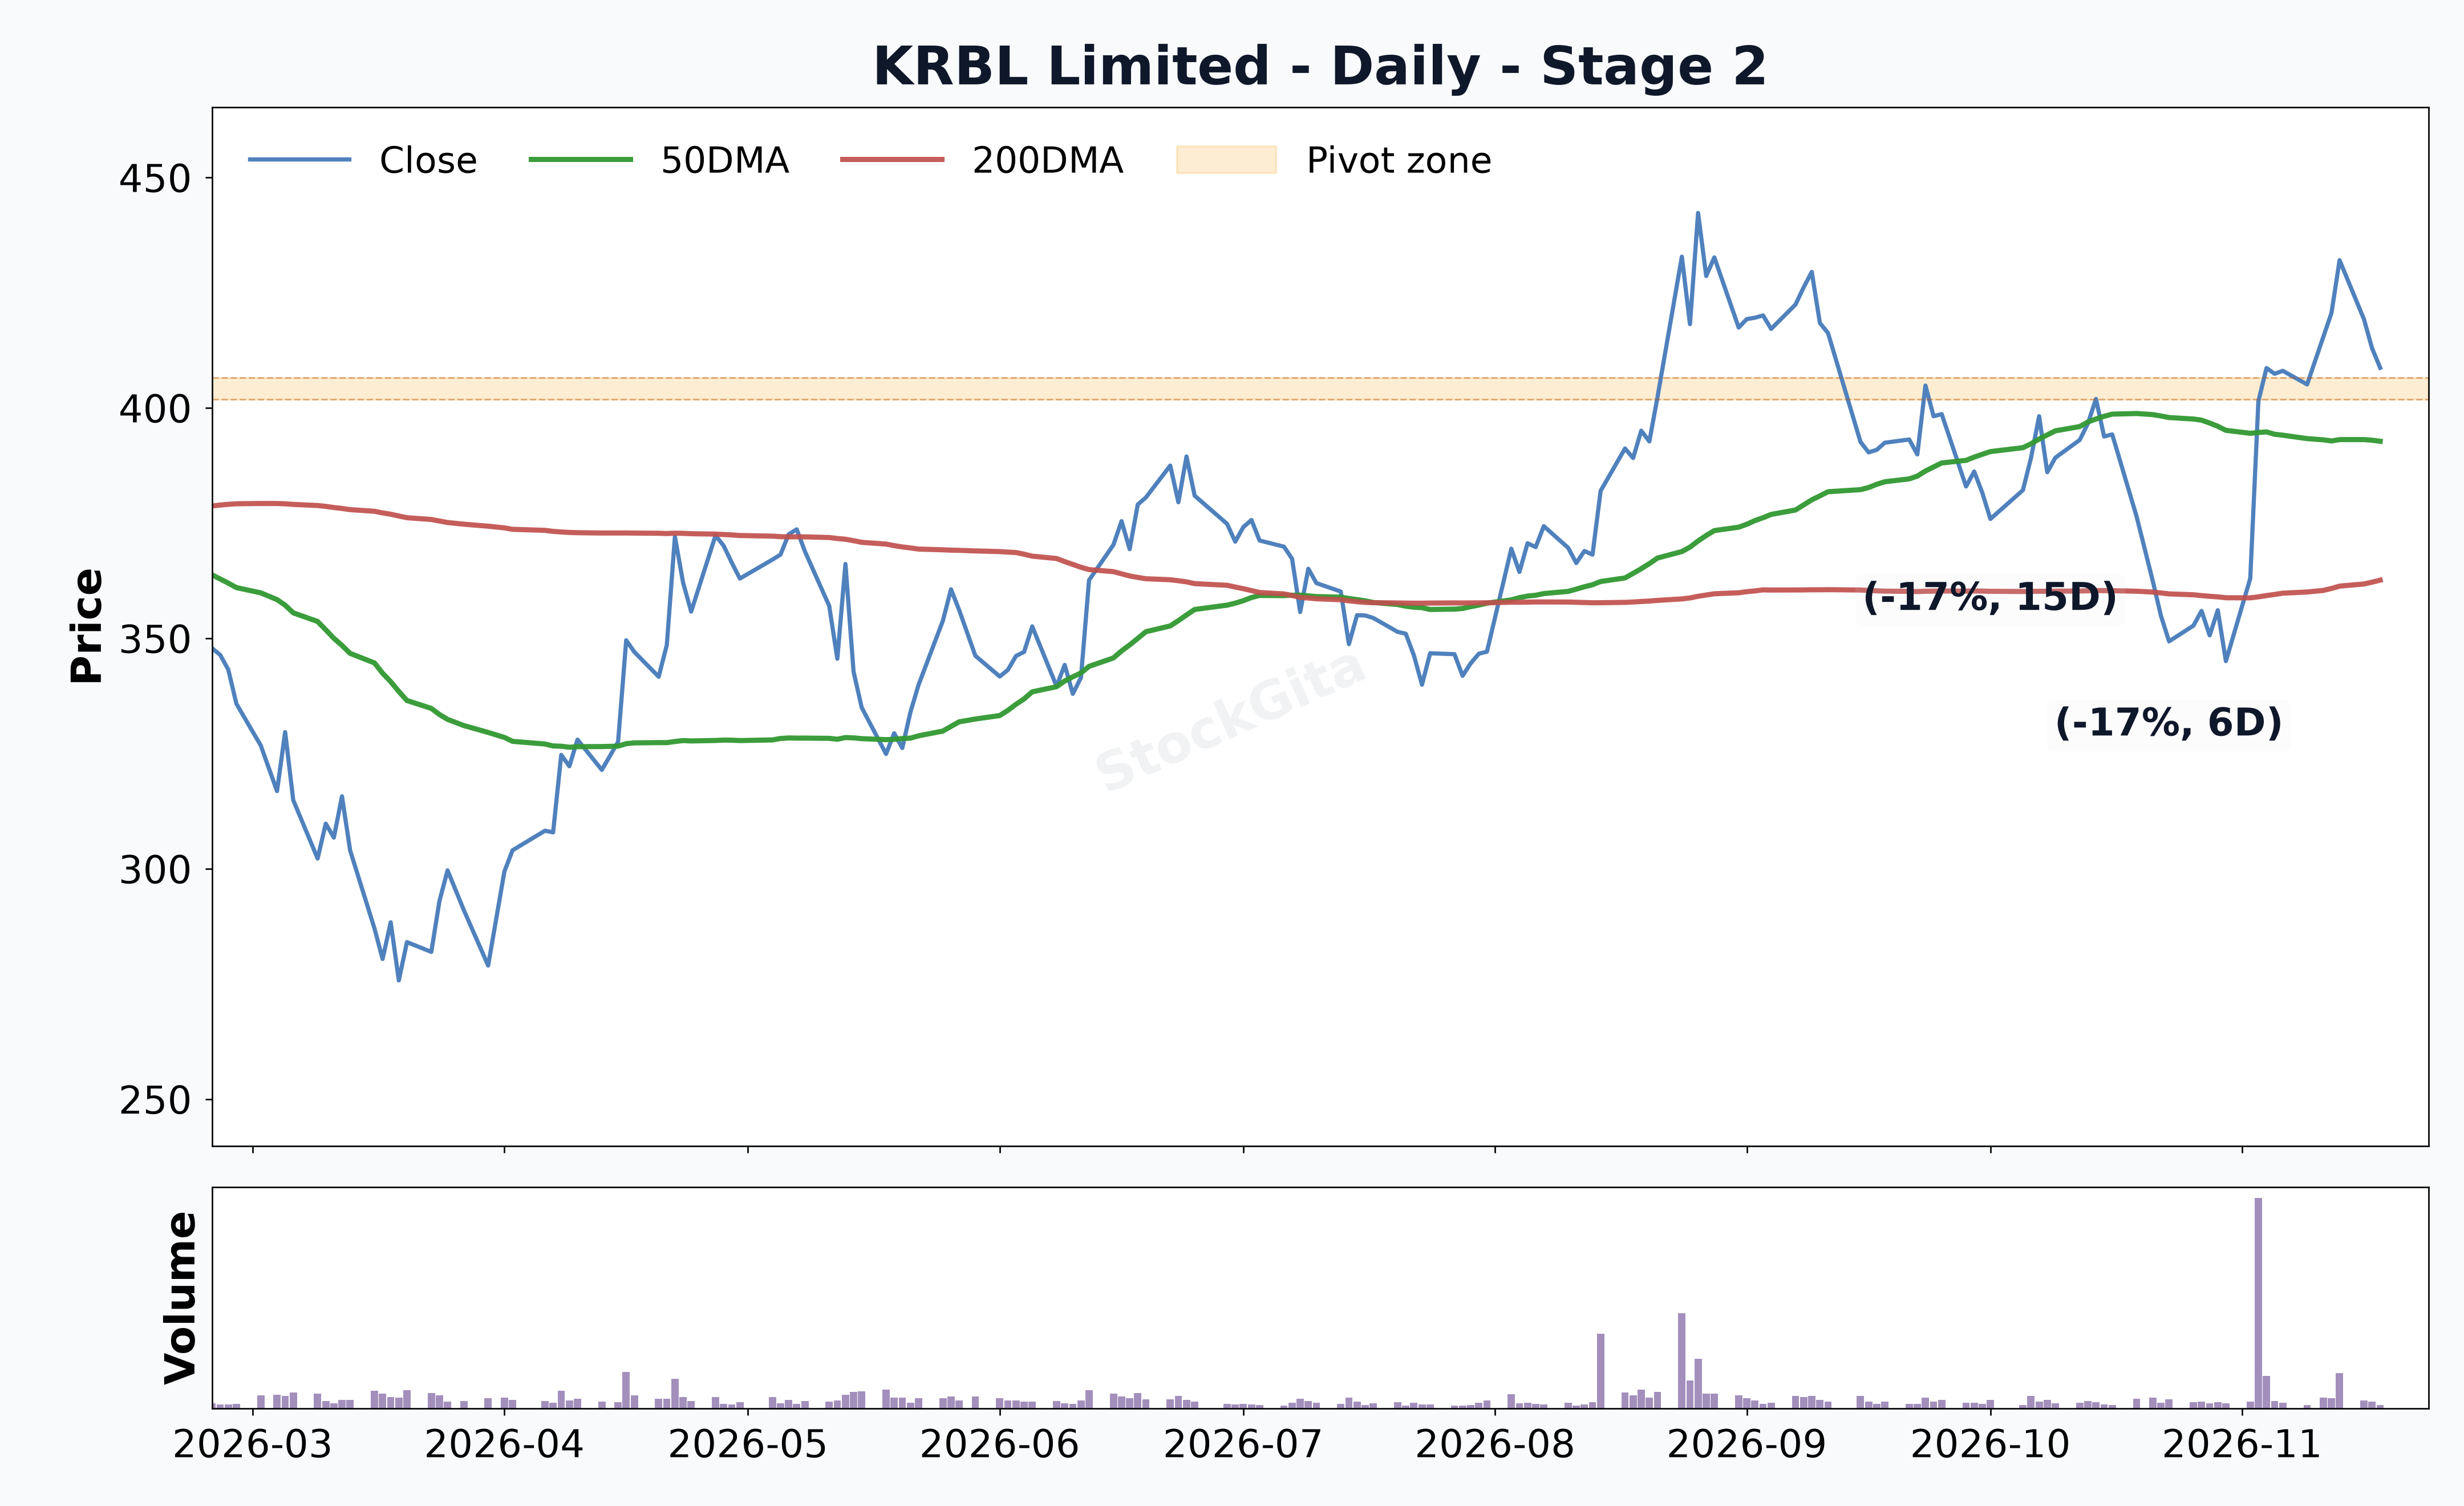 KRBL Limited - Daily - Stage 2
Close 50DMA 200DMA Pivot zone
450
400
350
300
250
Price
(-17%, 15D)
(-17%, 6D)
StockGita
Volume
2026-03 2026-04 2026-05 2026-06 2026-07 2026-08 2026-09 2026-10 2026-11